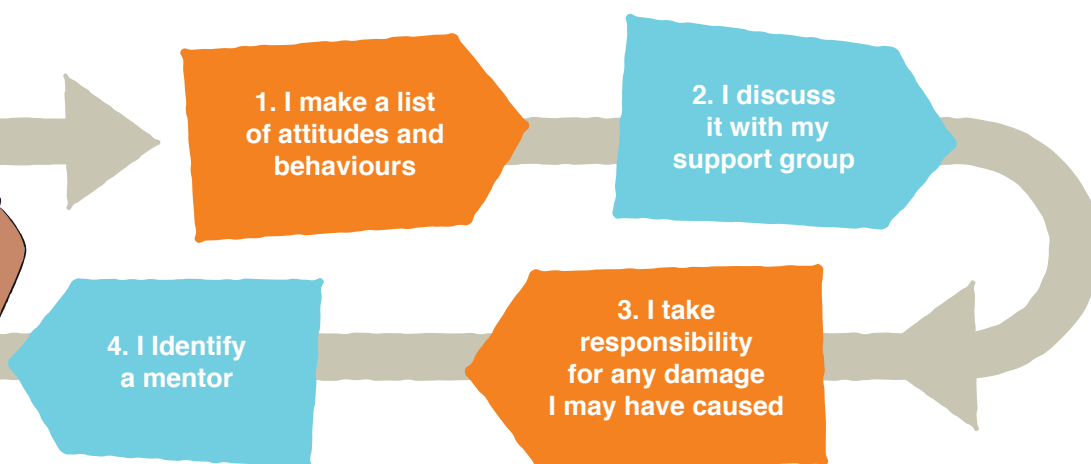 1. I make a list
of attitudes and
behaviours
2. I discuss
it with my
support group
3. I take
responsibility
for any damage
I may have caused
4. I Identify
a mentor